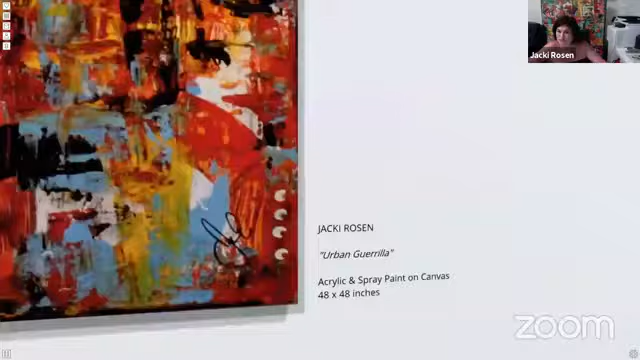 Jacki Rosen
JACKI ROSEN
"Urban Guerrilla"
Acrylic & Spray Paint on Canvas
48 x 48 inches
zoom